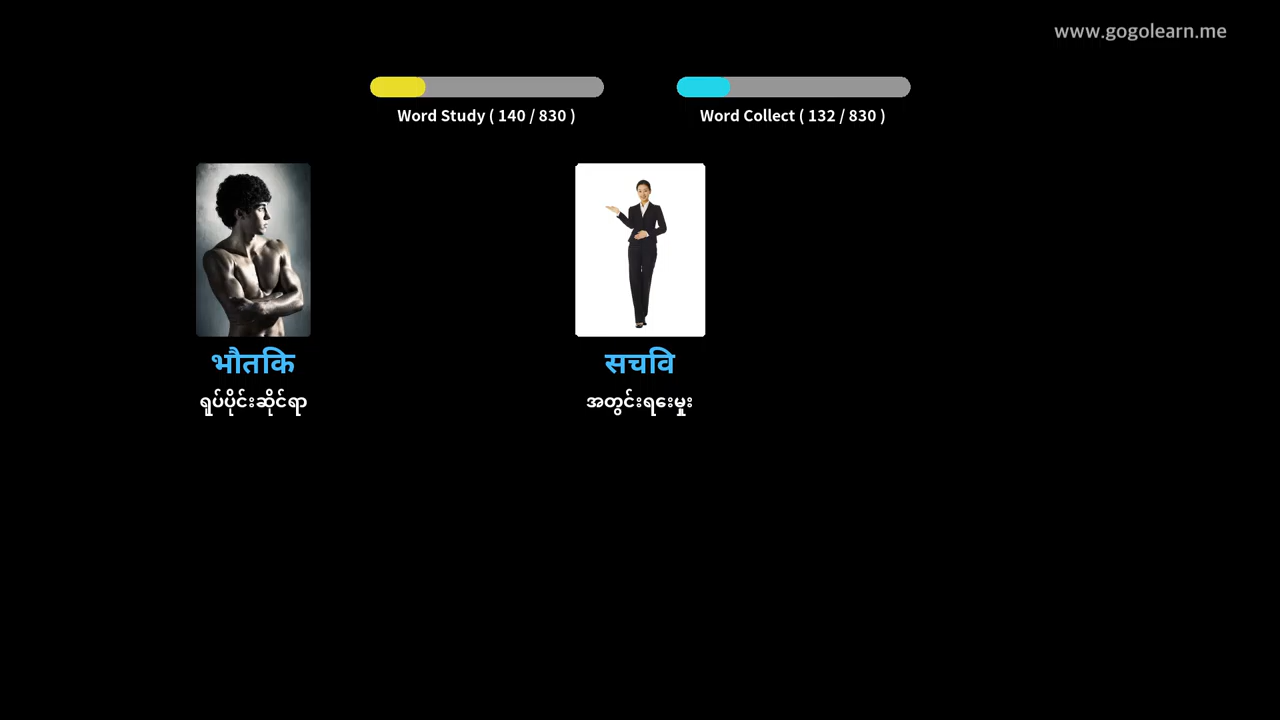 www.gogolearn.me
Word Study ( 140 / 830 )
Word Collect ( 132 / 830 )
भौतिक
सचिव
ရုပ်ပိုင်းဆိုင်ရာ
အတွင်းရေးမှူး